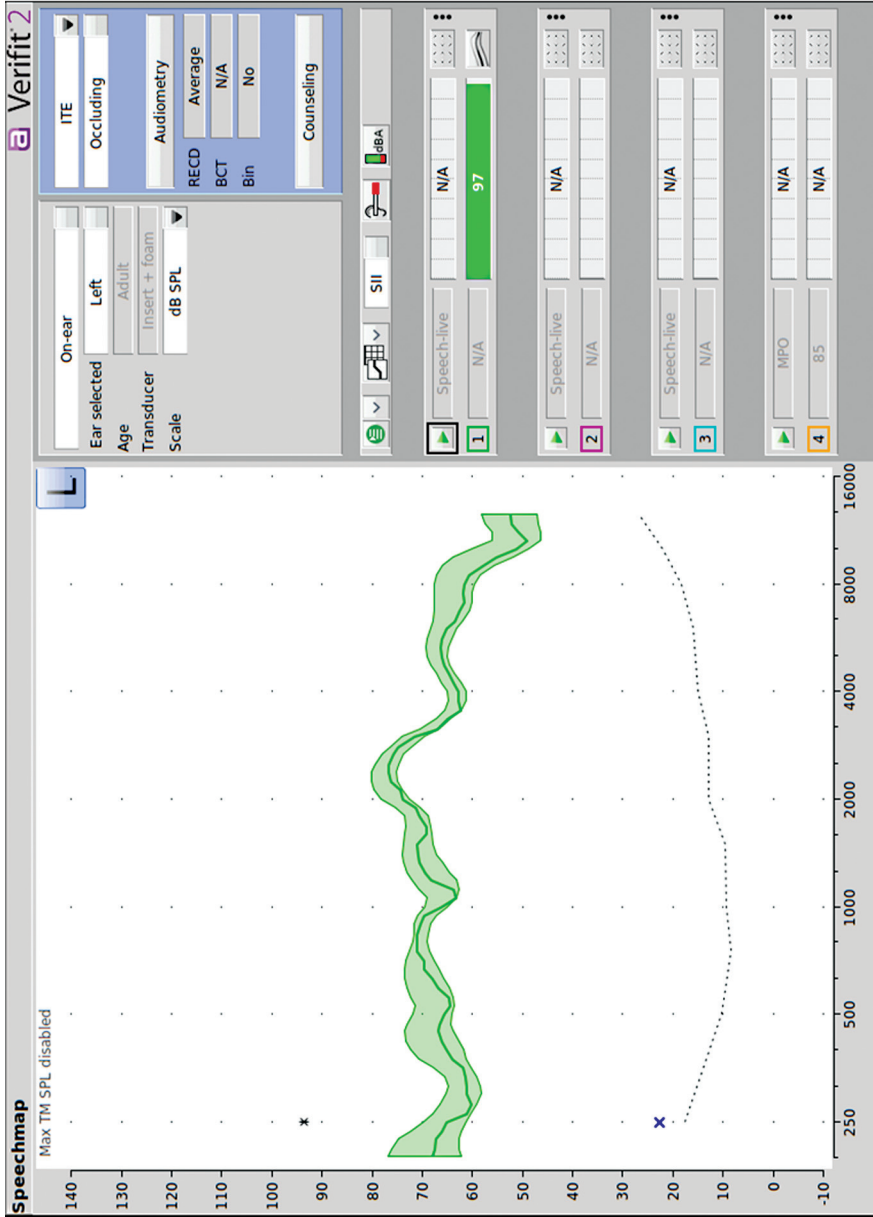 Speechmap
a Verifit® 2
Max TM SPL disabled
L
140
130
120
110
100
90
80
70
60
50
40
30
20
10
0
-10
250
500
1000
2000
4000
8000
16000
On-ear
Ear selected Left
Age Adult
Transducer Insert + foam
Scale dB SPL
ITE
Occluding
Audiometry
RECD Average
BCT N/A
Bin No
Counseling
SII
dBA
Speech-live N/A
1 N/A 97
Speech-live N/A
2 N/A
Speech-live N/A
3 N/A
MPO N/A
4 85 N/A